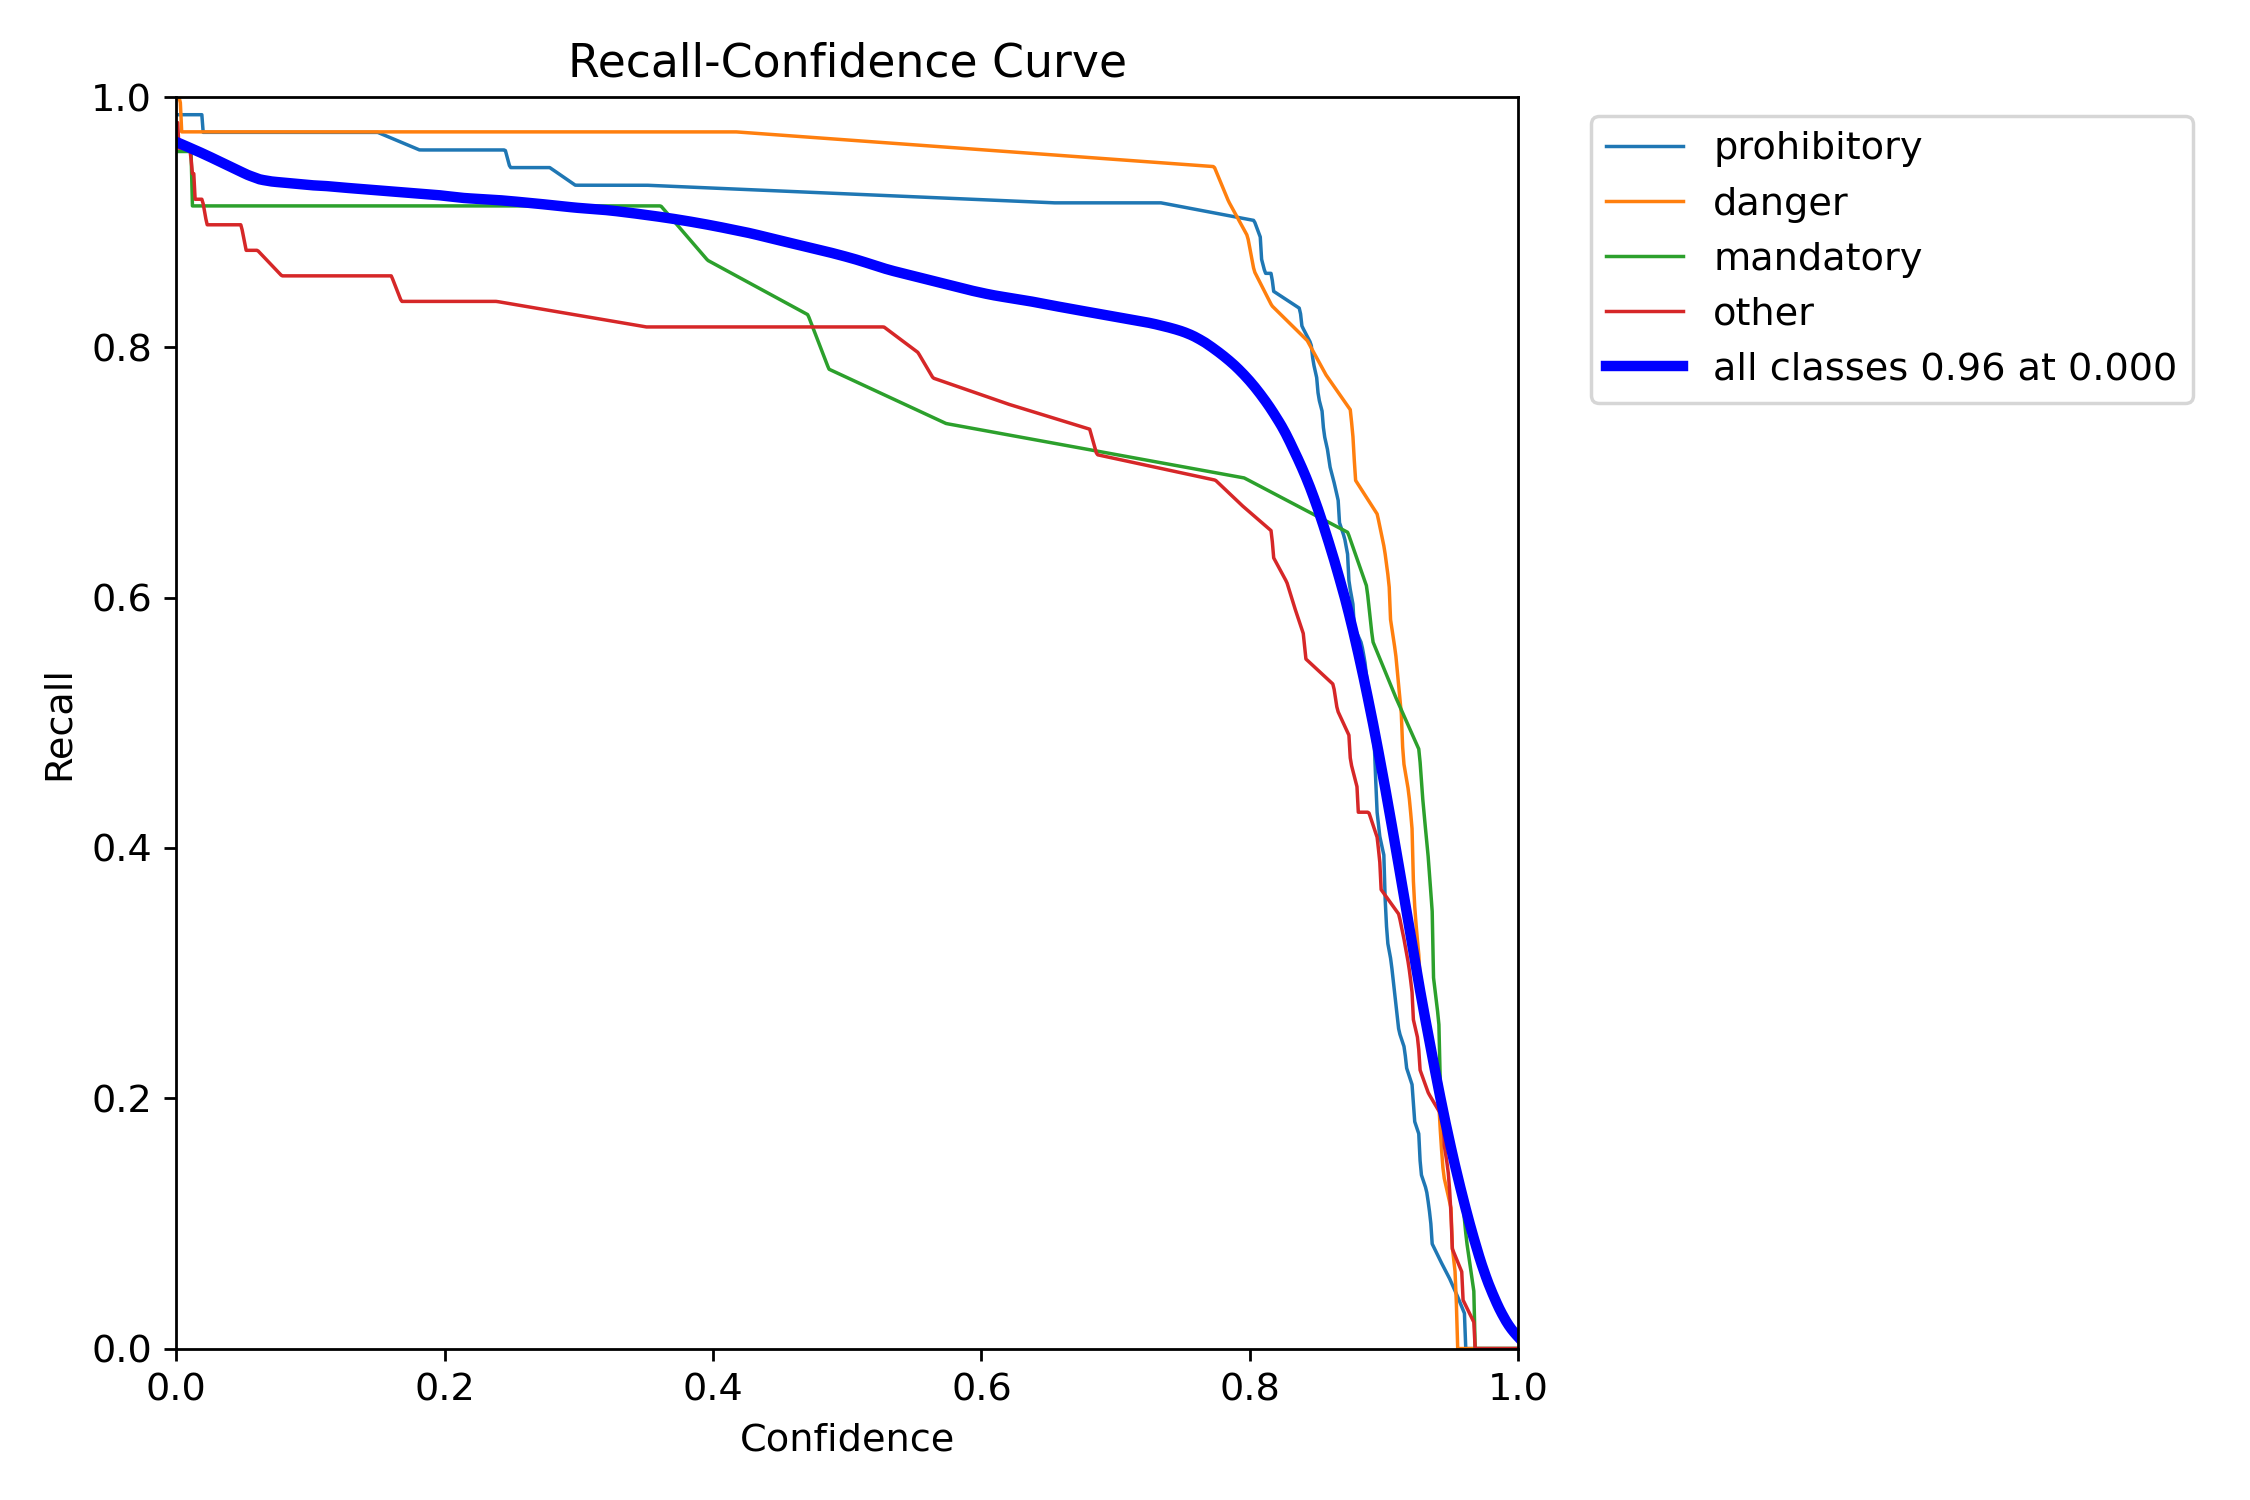 Recall-Confidence Curve
1.0
0.8
0.6
0.4
0.2
0.0
Recall
0.0 0.2 0.4 0.6 0.8 1.0
Confidence
prohibitory
danger
mandatory
other
all classes 0.96 at 0.000